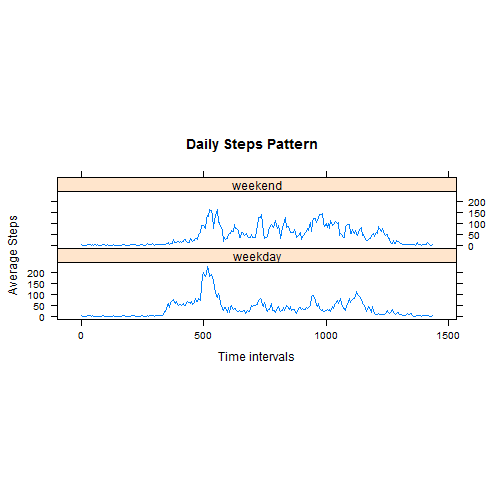 Daily Steps Pattern
weekend
200
150
100
50
0
weekday
200
150
100
50
0
0 500 1000 1500
Time intervals
Average Steps